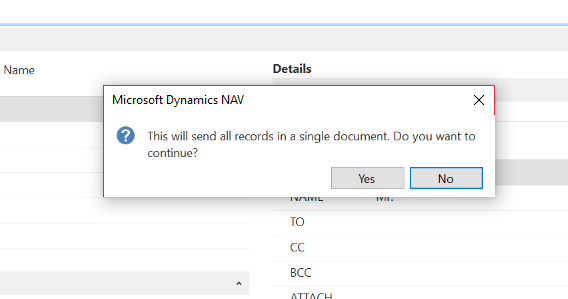 Name
Details
Microsoft Dynamics NAV
This will send all records in a single document. Do you want to
continue?
Yes
No
NAME Mr.
TO
CC
BCC
ATTACH